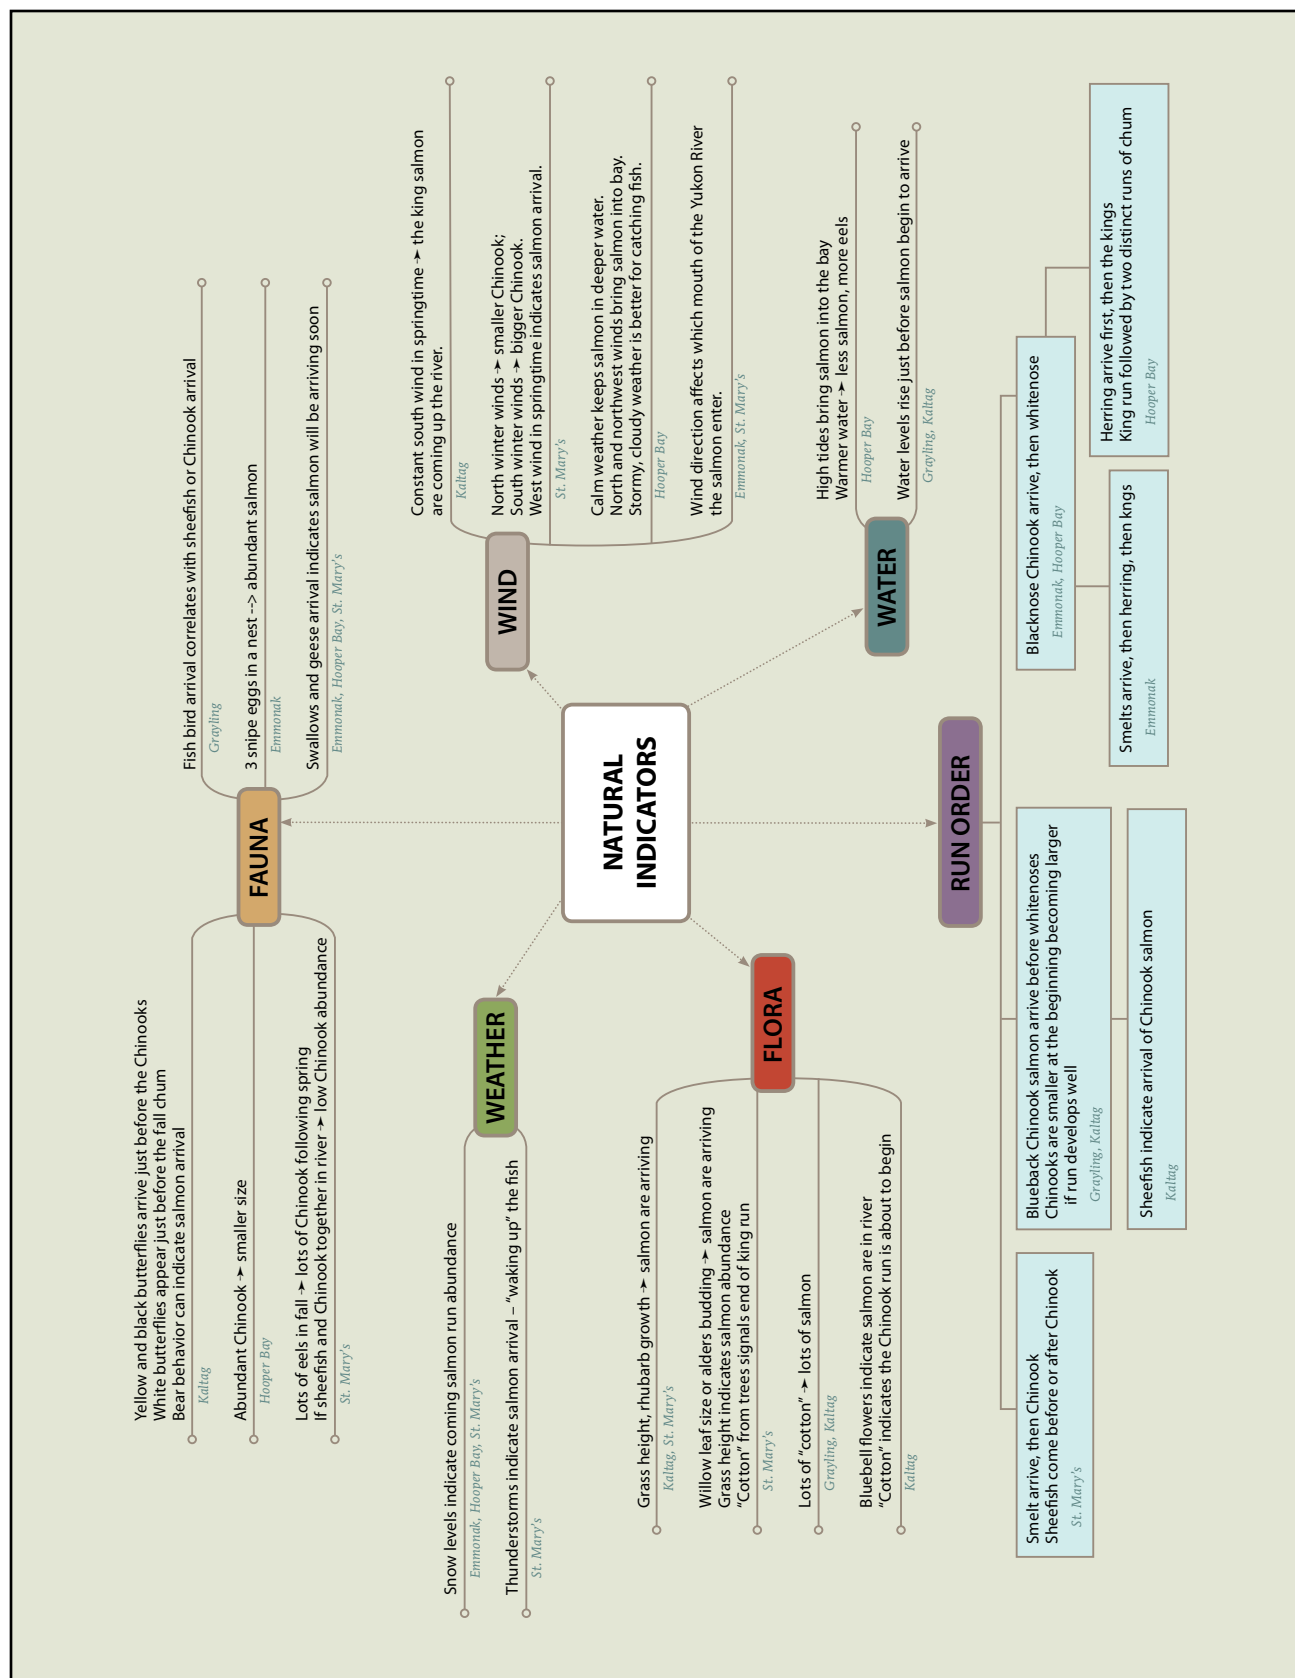 Yellow and black butterflies arrive just before the Chinooks
White butterflies appear just before the fall chum
Bear behavior can indicate salmon arrival
Kaltag
Abundant Chinook ➛ smaller size
Hooper Bay
Lots of eels in fall ➛ lots of Chinook following spring
If sheefish and Chinook together in river ➛ low Chinook abundance
St. Mary's
FAUNA
Fish bird arrival correlates with sheefish or Chinook arrival
Grayling
3 snipe eggs in a nest --> abundant salmon
Emmonak
Swallows and geese arrival indicates salmon will be arriving soon
Emmonak, Hooper Bay, St. Mary's
Snow levels indicate coming salmon run abundance
Emmonak, Hooper Bay, St. Mary's
Thunderstorms indicate salmon arrival – “waking up” the fish
St. Mary's
WEATHER
WIND
Constant south wind in springtime ➛ the king salmon
are coming up the river.
Kaltag
North winter winds ➛ smaller Chinook;
South winter winds ➛ bigger Chinook.
West wind in springtime indicates salmon arrival.
St. Mary's
Calm weather keeps salmon in deeper water.
North and northwest winds bring salmon into bay.
Stormy, cloudy weather is better for catching fish.
Hooper Bay
Wind direction affects which mouth of the Yukon River
the salmon enter.
Emmonak, St. Mary's
NATURAL
INDICATORS
Grass height, rhubarb growth ➛ salmon are arriving
Kaltag, St. Mary's
Willow leaf size or alders budding ➛ salmon are arriving
Grass height indicates salmon abundance
“Cotton” from trees signals end of king run
St. Mary's
Lots of “cotton” ➛ lots of salmon
Grayling, Kaltag
Bluebell flowers indicate salmon are in river
“Cotton” indicates the Chinook run is about to begin
Kaltag
FLORA
WATER
High tides bring salmon into the bay
Warmer water ➛ less salmon, more eels
Hooper Bay
Water levels rise just before salmon begin to arrive
Grayling, Kaltag
RUN ORDER
Smelt arrive, then Chinook
Sheefish come before or after Chinook
St. Mary's
Blueback Chinook salmon arrive before whitenoses
Chinooks are smaller at the beginning becoming larger
if run develops well
Grayling, Kaltag
Sheefish indicate arrival of Chinook salmon
Kaltag
Blacknose Chinook arrive, then whitenose
Emmonak, Hooper Bay
Smelts arrive, then herring, then kngs
Emmonak
Herring arrive first, then the kings
King run followed by two distinct runs of chum
Hooper Bay